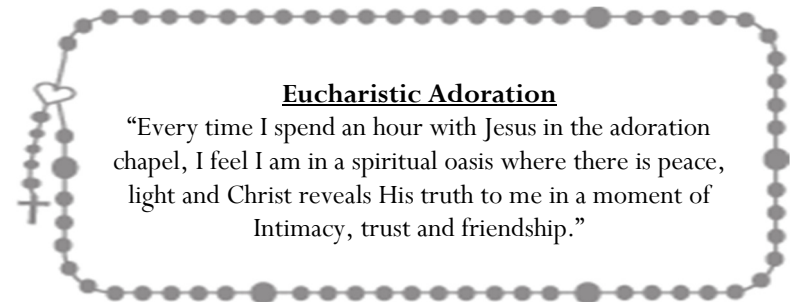 Eucharistic Adoration
“Every time I spend an hour with Jesus in the adoration
chapel, I feel I am in a spiritual oasis where there is peace,
light and Christ reveals His truth to me in a moment of
Intimacy, trust and friendship.”